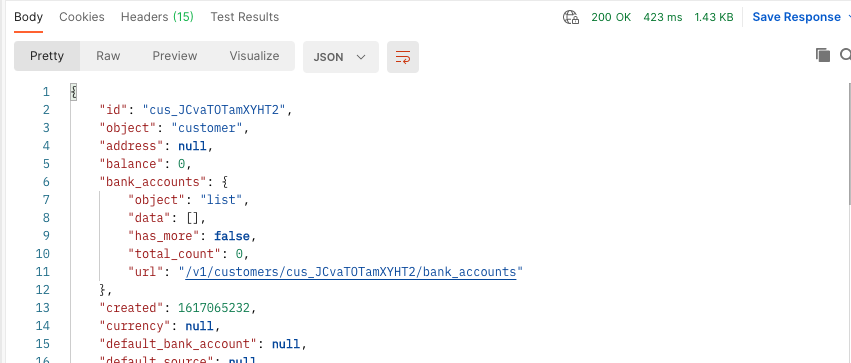 Body Cookies Headers (15) Test Results 200 OK 423 ms 1.43 KB Save Response
Pretty Raw Preview Visualize JSON
1 {
2 "id": "cus_JCvaTOTamXYHT2",
3 "object": "customer",
4 "address": null,
5 "balance": 0,
6 "bank_accounts": {
7 "object": "list",
8 "data": [],
9 "has_more": false,
10 "total_count": 0,
11 "url": "/v1/customers/cus_JCvaTOTamXYHT2/bank_accounts"
12 },
13 "created": 1617065232,
14 "currency": null,
15 "default_bank_account": null,
16 "default_source": null